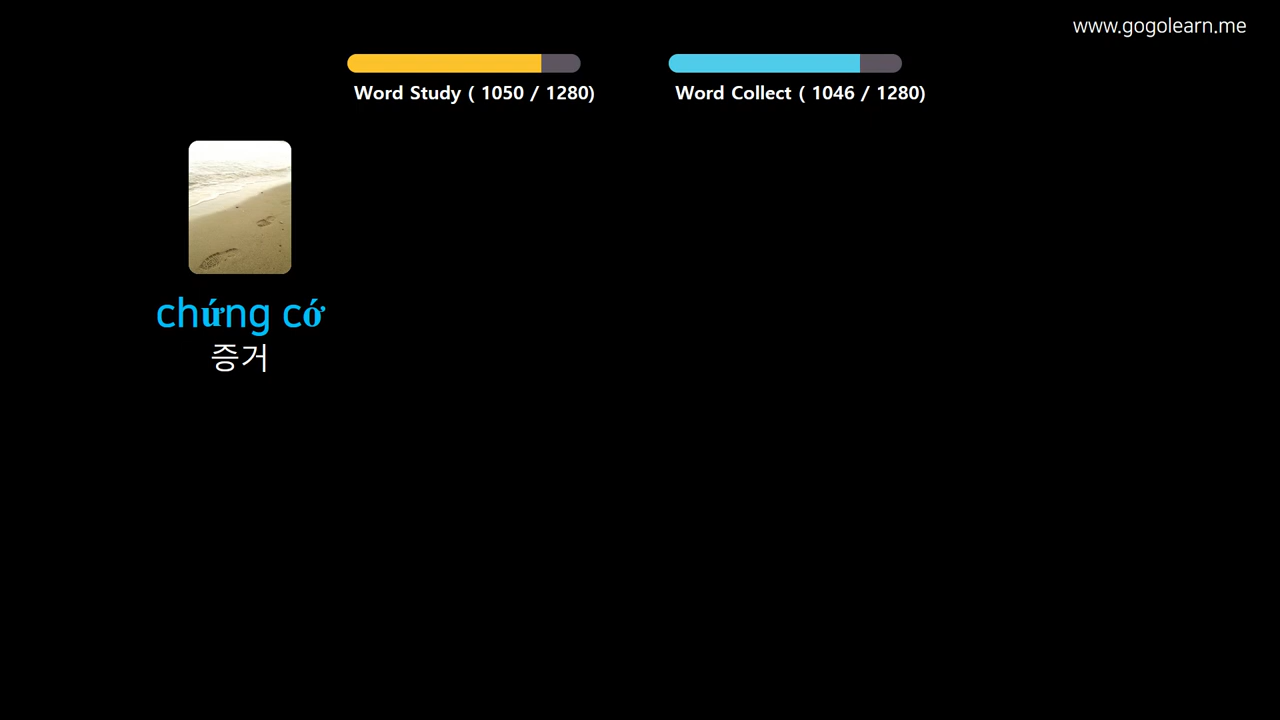 www.gogolearn.me
Word Study ( 1050 / 1280)
Word Collect ( 1046 / 1280)
chứng cớ
증거